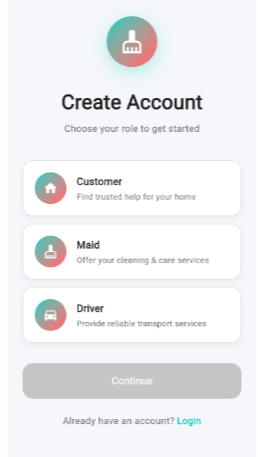 Create Account
Choose your role to get started
Customer
Find trusted help for your home
Maid
Offer your cleaning & care services
Driver
Provide reliable transport services
Continue
Already have an account? Login